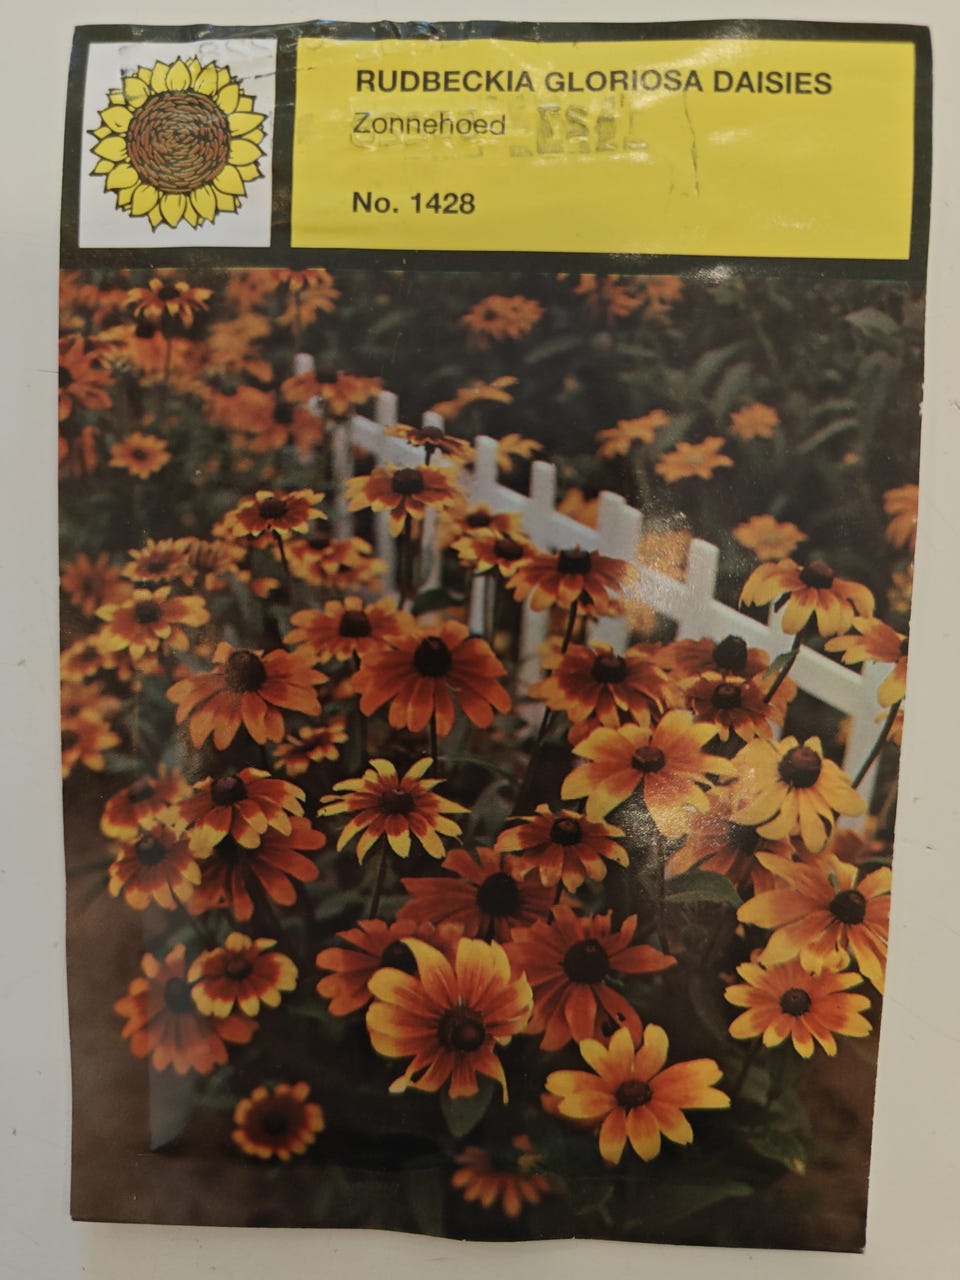 RUDBECKIA GLORIOSA DAISIES
Zonnehoed
No. 1428